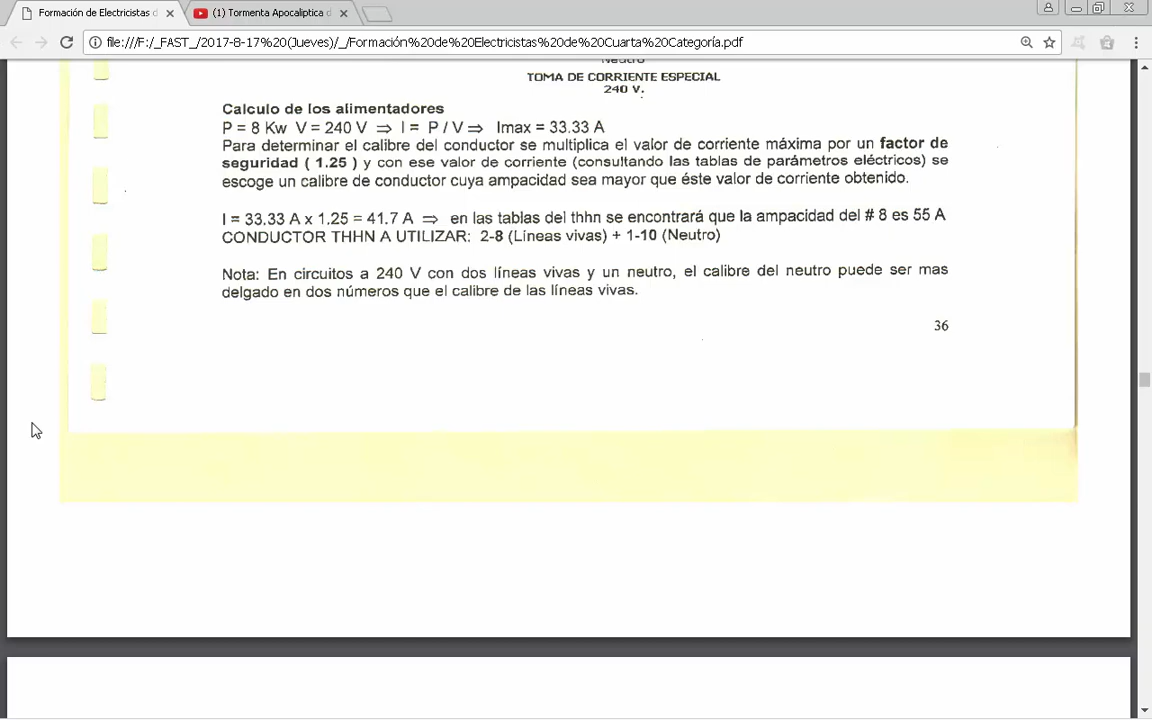 Formación de Electricistas d
(1) Tormenta Apocaliptica d
file:///F:/_FAST_/2017-8-17%20(Jueves)/_/Formación%20de%20Electricistas%20de%20Cuarta%20Categoría.pdf
Neutro
TOMA DE CORRIENTE ESPECIAL
240 V.
Calculo de los alimentadores
P = 8 Kw V = 240 V ⇒ I = P / V ⇒ Imax = 33.33 A
Para determinar el calibre del conductor se multiplica el valor de corriente máxima por un factor de
seguridad ( 1.25 ) y con ese valor de corriente (consultando las tablas de parámetros eléctricos) se
escoge un calibre de conductor cuya ampacidad sea mayor que éste valor de corriente obtenido.
I = 33.33 A x 1.25 = 41.7 A ⇒ en las tablas del thhn se encontrará que la ampacidad del # 8 es 55 A
CONDUCTOR THHN A UTILIZAR: 2-8 (Líneas vivas) + 1-10 (Neutro)
Nota: En circuitos a 240 V con dos líneas vivas y un neutro, el calibre del neutro puede ser mas
delgado en dos números que el calibre de las líneas vivas.
36